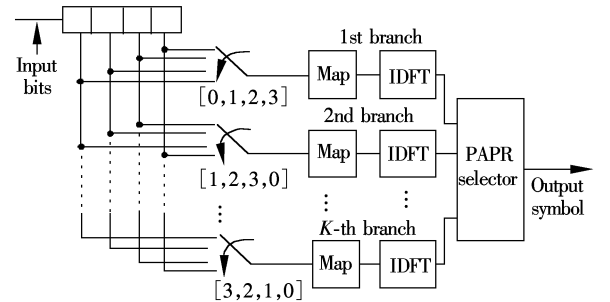 Input
bits
1st branch
Map
IDFT
[0,1,2,3]
2nd branch
Map
IDFT
[1,2,3,0]
K-th branch
Map
IDFT
[3,2,1,0]
PAPR
selector
Output
symbol